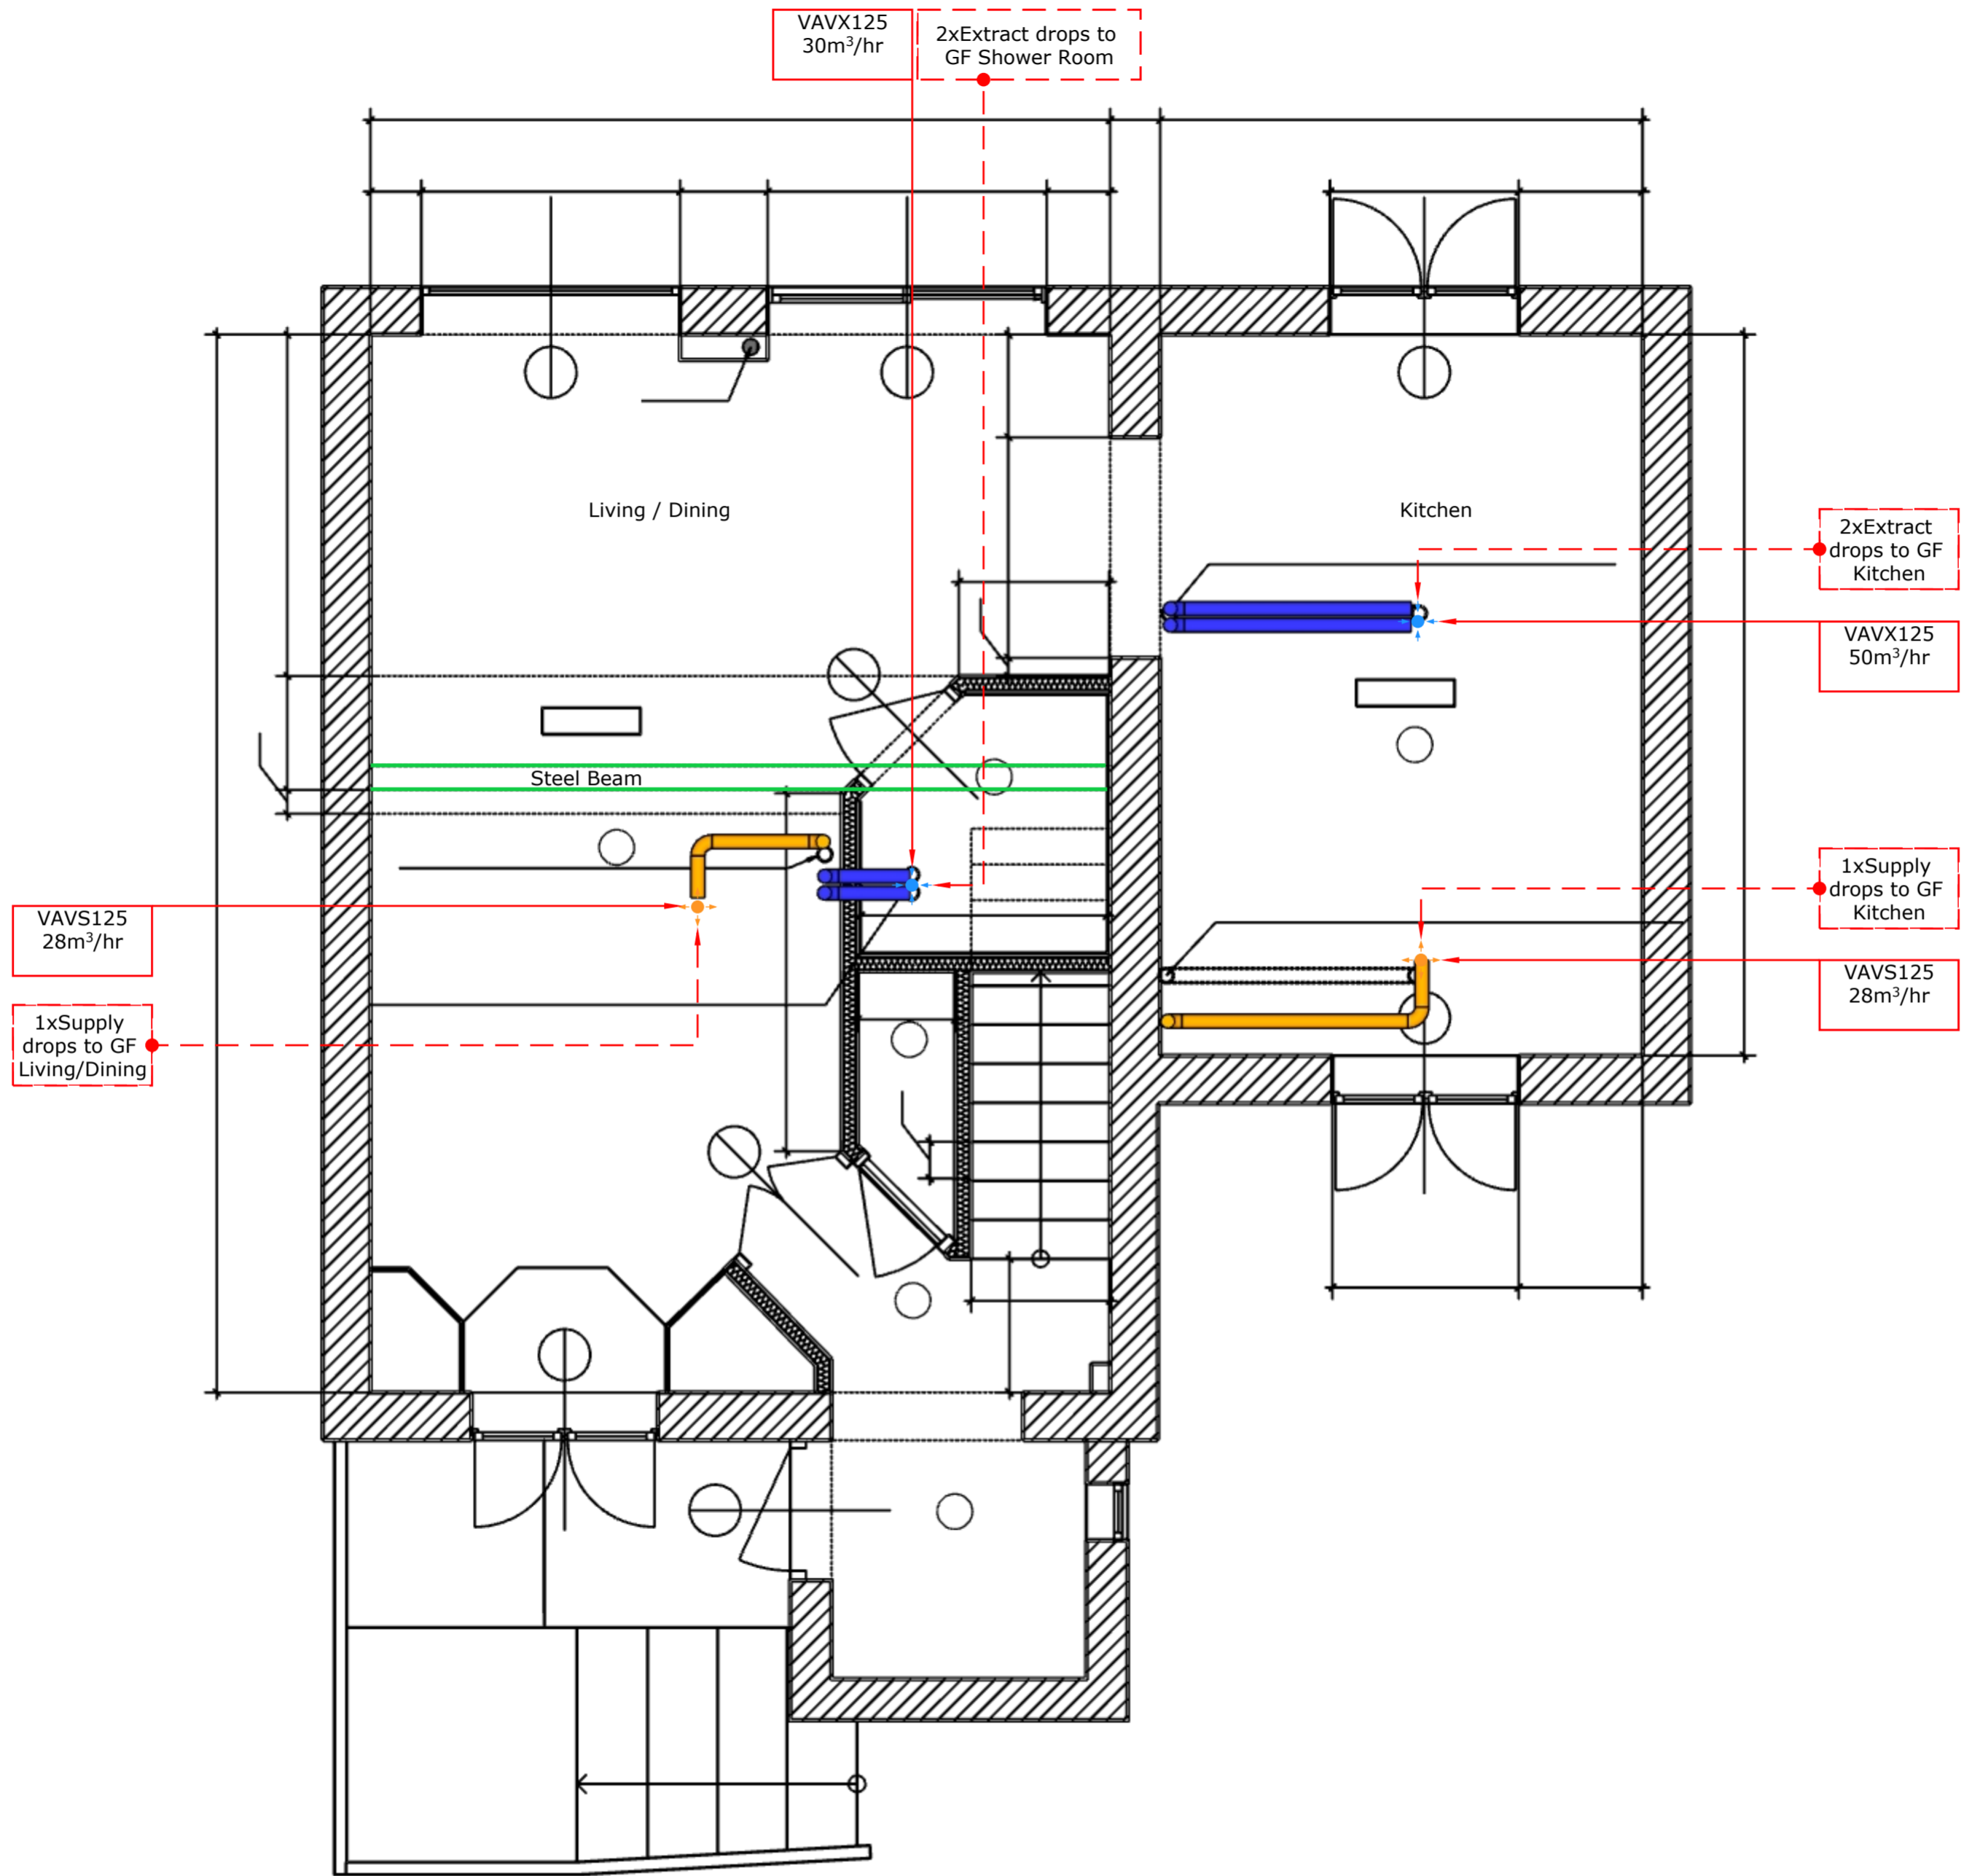 VAVX125
30m³/hr
2xExtract drops to
GF Shower Room
Living / Dining
Kitchen
2xExtract
drops to GF
Kitchen
VAVX125
50m³/hr
Steel Beam
VAVS125
28m³/hr
1xSupply
drops to GF
Living/Dining
1xSupply
drops to GF
Kitchen
VAVS125
28m³/hr